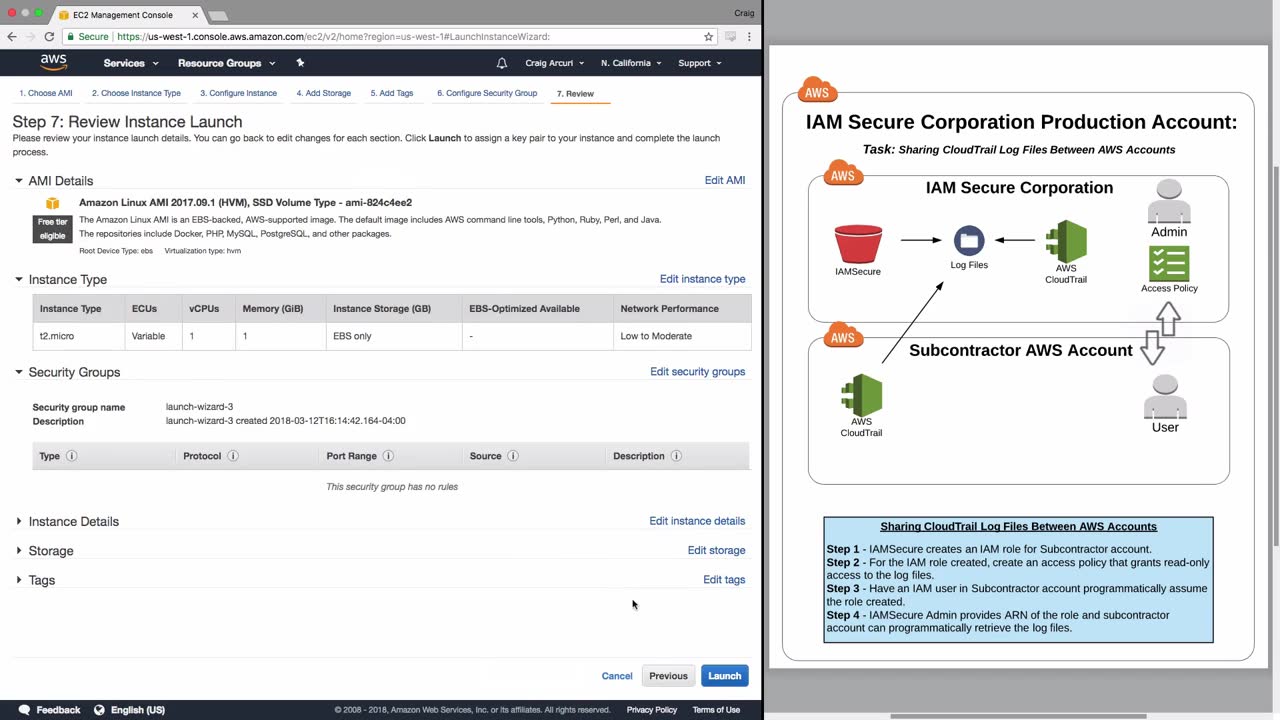 EC2 Management Console
Craig
Secure | https://us-west-1.console.aws.amazon.com/ec2/v2/home?region=us-west-1#LaunchInstanceWizard:
aws
Services
Resource Groups
Craig Arcuri
N. California
Support
1. Choose AMI
2. Choose Instance Type
3. Configure Instance
4. Add Storage
5. Add Tags
6. Configure Security Group
7. Review
Step 7: Review Instance Launch
Please review your instance launch details. You can go back to edit changes for each section. Click Launch to assign a key pair to your instance and complete the launch
process.
AMI Details
Edit AMI
Amazon Linux AMI 2017.09.1 (HVM), SSD Volume Type - ami-824c4ee2
Free tier
eligible
The Amazon Linux AMI is an EBS-backed, AWS-supported image. The default image includes AWS command line tools, Python, Ruby, Perl, and Java.
The repositories include Docker, PHP, MySQL, PostgreSQL, and other packages.
Root Device Type: ebs Virtualization type: hvm
Instance Type
Edit instance type
Instance Type ECUs vCPUs Memory (GiB) Instance Storage (GB) EBS-Optimized Available Network Performance
t2.micro Variable 1 1 EBS only - Low to Moderate
Security Groups
Edit security groups
Security group name launch-wizard-3
Description launch-wizard-3 created 2018-03-12T16:14:42.164-04:00
Type Protocol Port Range Source Description
This security group has no rules
Instance Details
Edit instance details
Storage
Edit storage
Tags
Edit tags
Cancel
Previous
Launch
Feedback
English (US)
© 2008 - 2018, Amazon Web Services, Inc. or its affiliates. All rights reserved.
Privacy Policy
Terms of Use
AWS
IAM Secure Corporation Production Account:
Task: Sharing CloudTrail Log Files Between AWS Accounts
AWS
IAM Secure Corporation
Admin
IAMSecure
Log Files
AWS
CloudTrail
Access Policy
AWS
Subcontractor AWS Account
AWS
CloudTrail
User
Sharing CloudTrail Log Files Between AWS Accounts
Step 1 - IAMSecure creates an IAM role for Subcontractor account.
Step 2 - For the IAM role created, create an access policy that grants read-only
access to the log files.
Step 3 - Have an IAM user in Subcontractor account programmatically assume
the role created.
Step 4 - IAMSecure Admin provides ARN of the role and subcontractor
account can programmatically retrieve the log files.